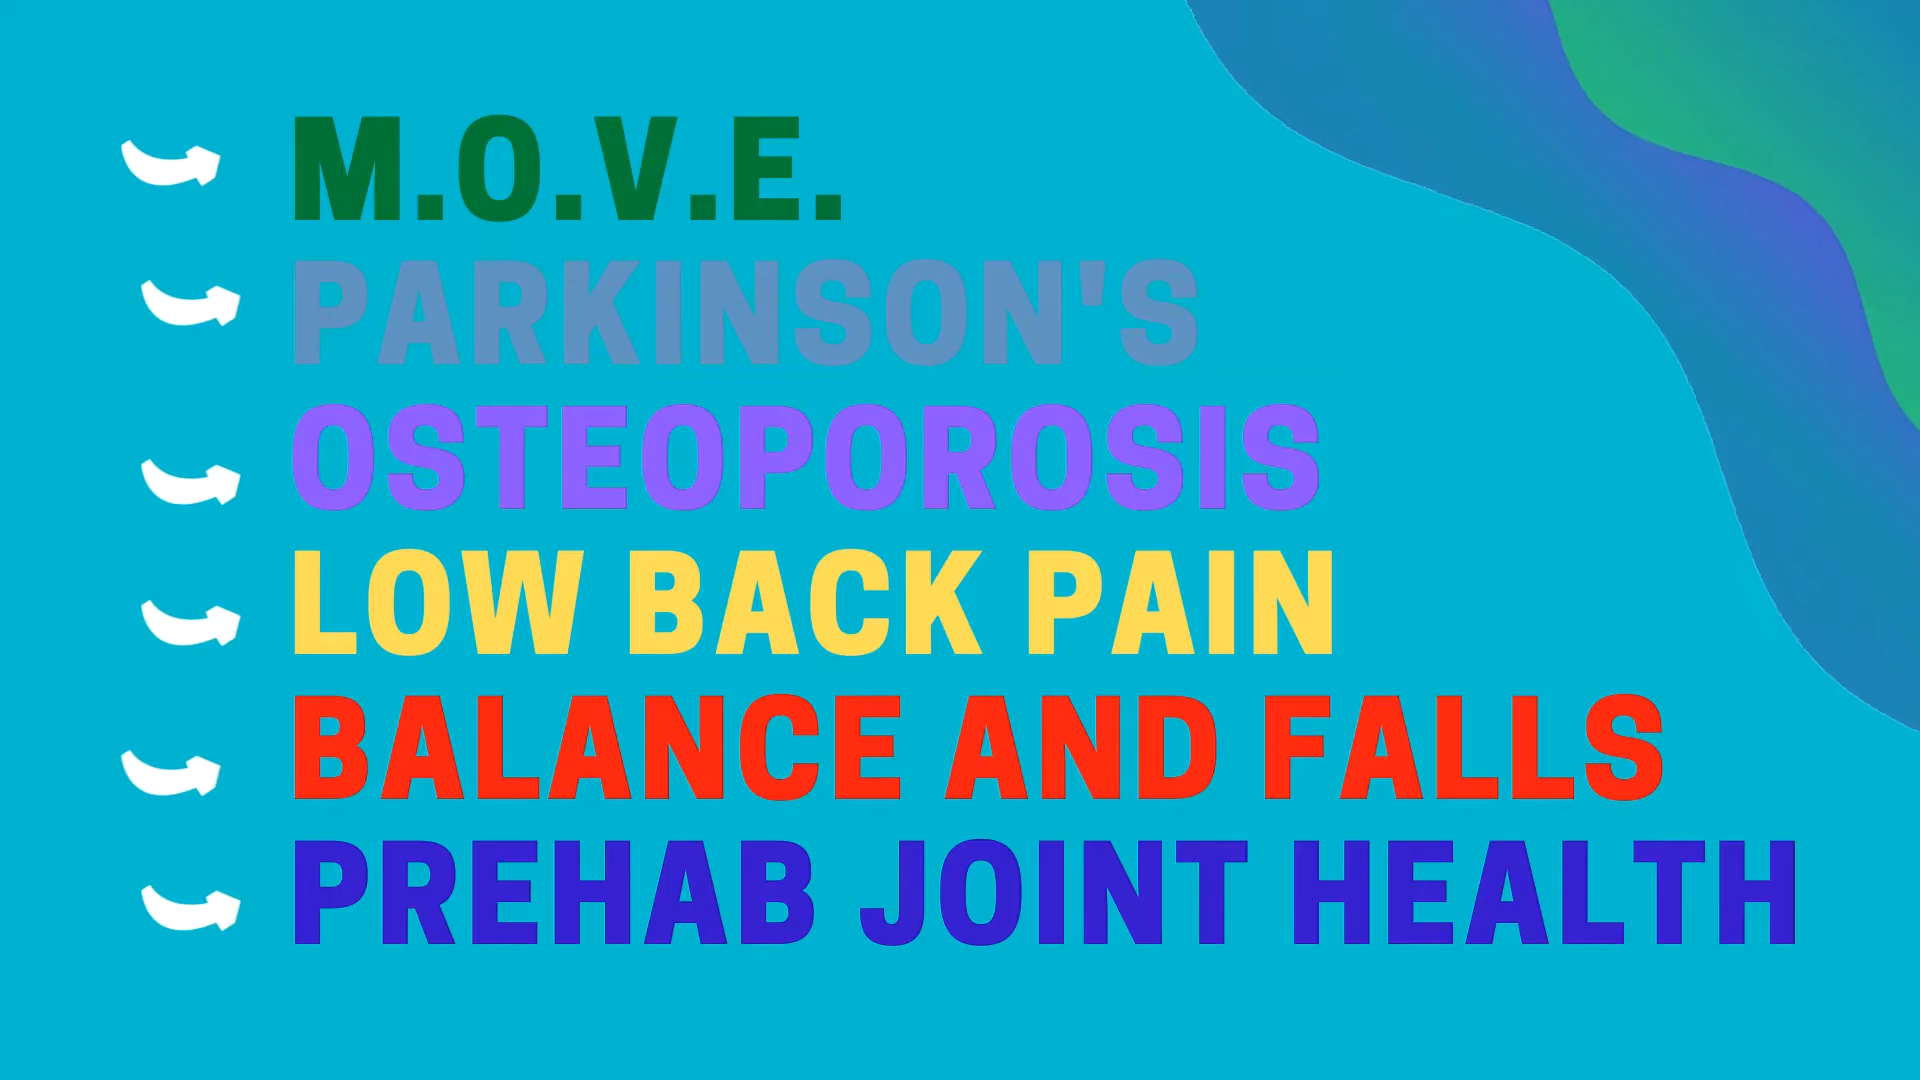 M.O.V.E.
PARKINSON'S
OSTEOPOROSIS
LOW BACK PAIN
BALANCE AND FALLS
PREHAB JOINT HEALTH